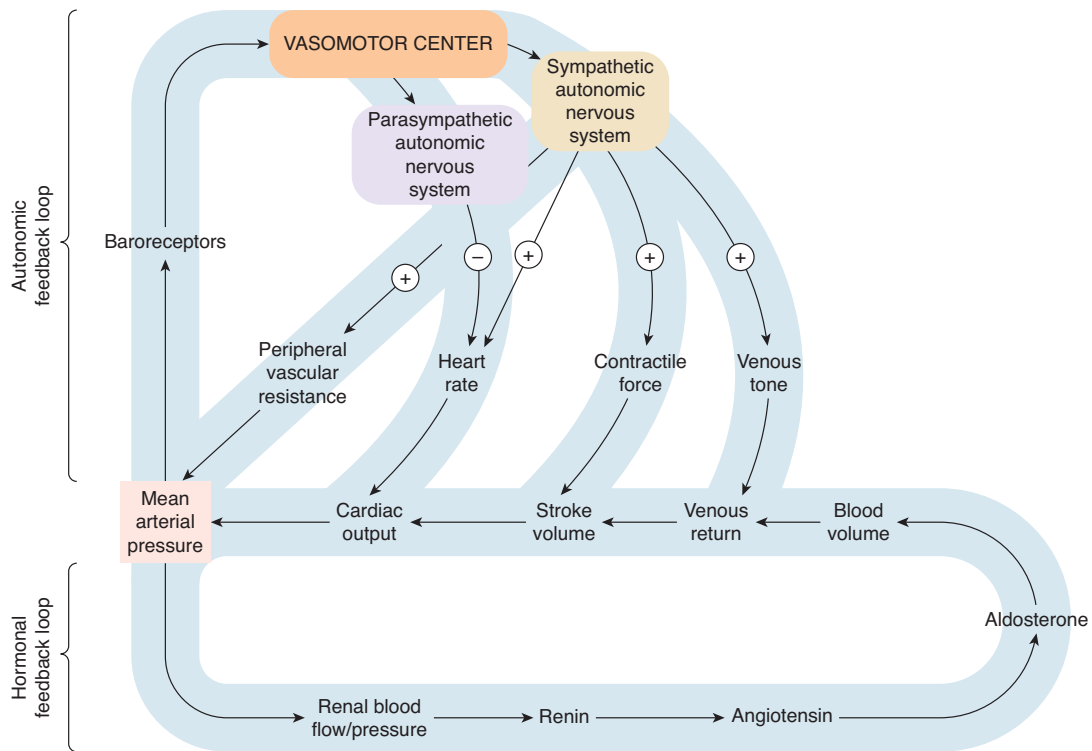 VASOMOTOR CENTER
Sympathetic
autonomic
nervous
system
Parasympathetic
autonomic
nervous
system
Autonomic
feedback loop
Baroreceptors
+
−
+
+
+
Peripheral
vascular
resistance
Heart
rate
Contractile
force
Venous
tone
Mean
arterial
pressure
Cardiac
output
Stroke
volume
Venous
return
Blood
volume
Hormonal
feedback loop
Aldosterone
Renal blood
flow/pressure
Renin
Angiotensin